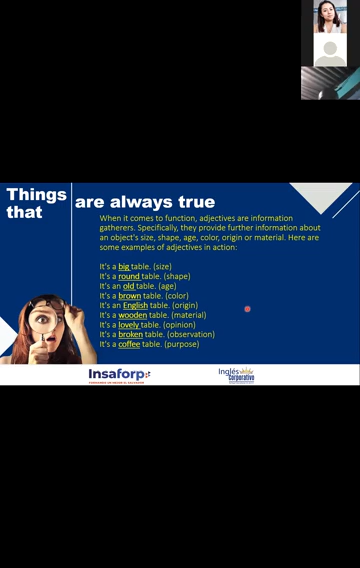 Things
that
are always true
When it comes to function, adjectives are information
gatherers. Specifically, they provide further information about
an object's size, shape, age, color, origin or material. Here are
some examples of adjectives in action:
It's a big table. (size)
It's a round table. (shape)
It's an old table. (age)
It's a brown table. (color)
It's an English table. (origin)
It's a wooden table. (material)
It's a lovely table. (opinion)
It's a broken table. (observation)
It's a coffee table. (purpose)
Insaforp
Inglés
Corporativo